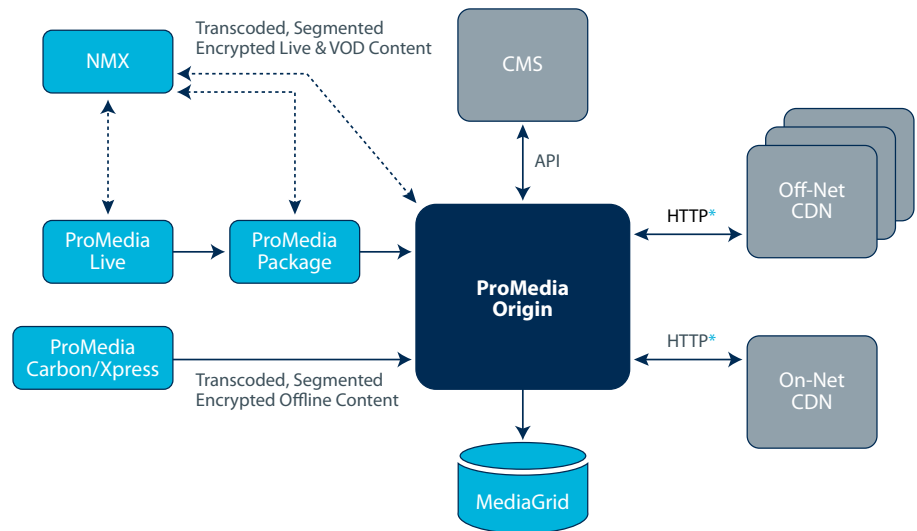 Transcoded, Segmented
Encrypted Live & VOD Content
NMX
CMS
API
Off-Net
CDN
HTTP*
ProMedia
Live
ProMedia
Package
ProMedia
Origin
ProMedia
Carbon/Xpress
HTTP*
On-Net
CDN
Transcoded, Segmented
Encrypted Offline Content
MediaGrid